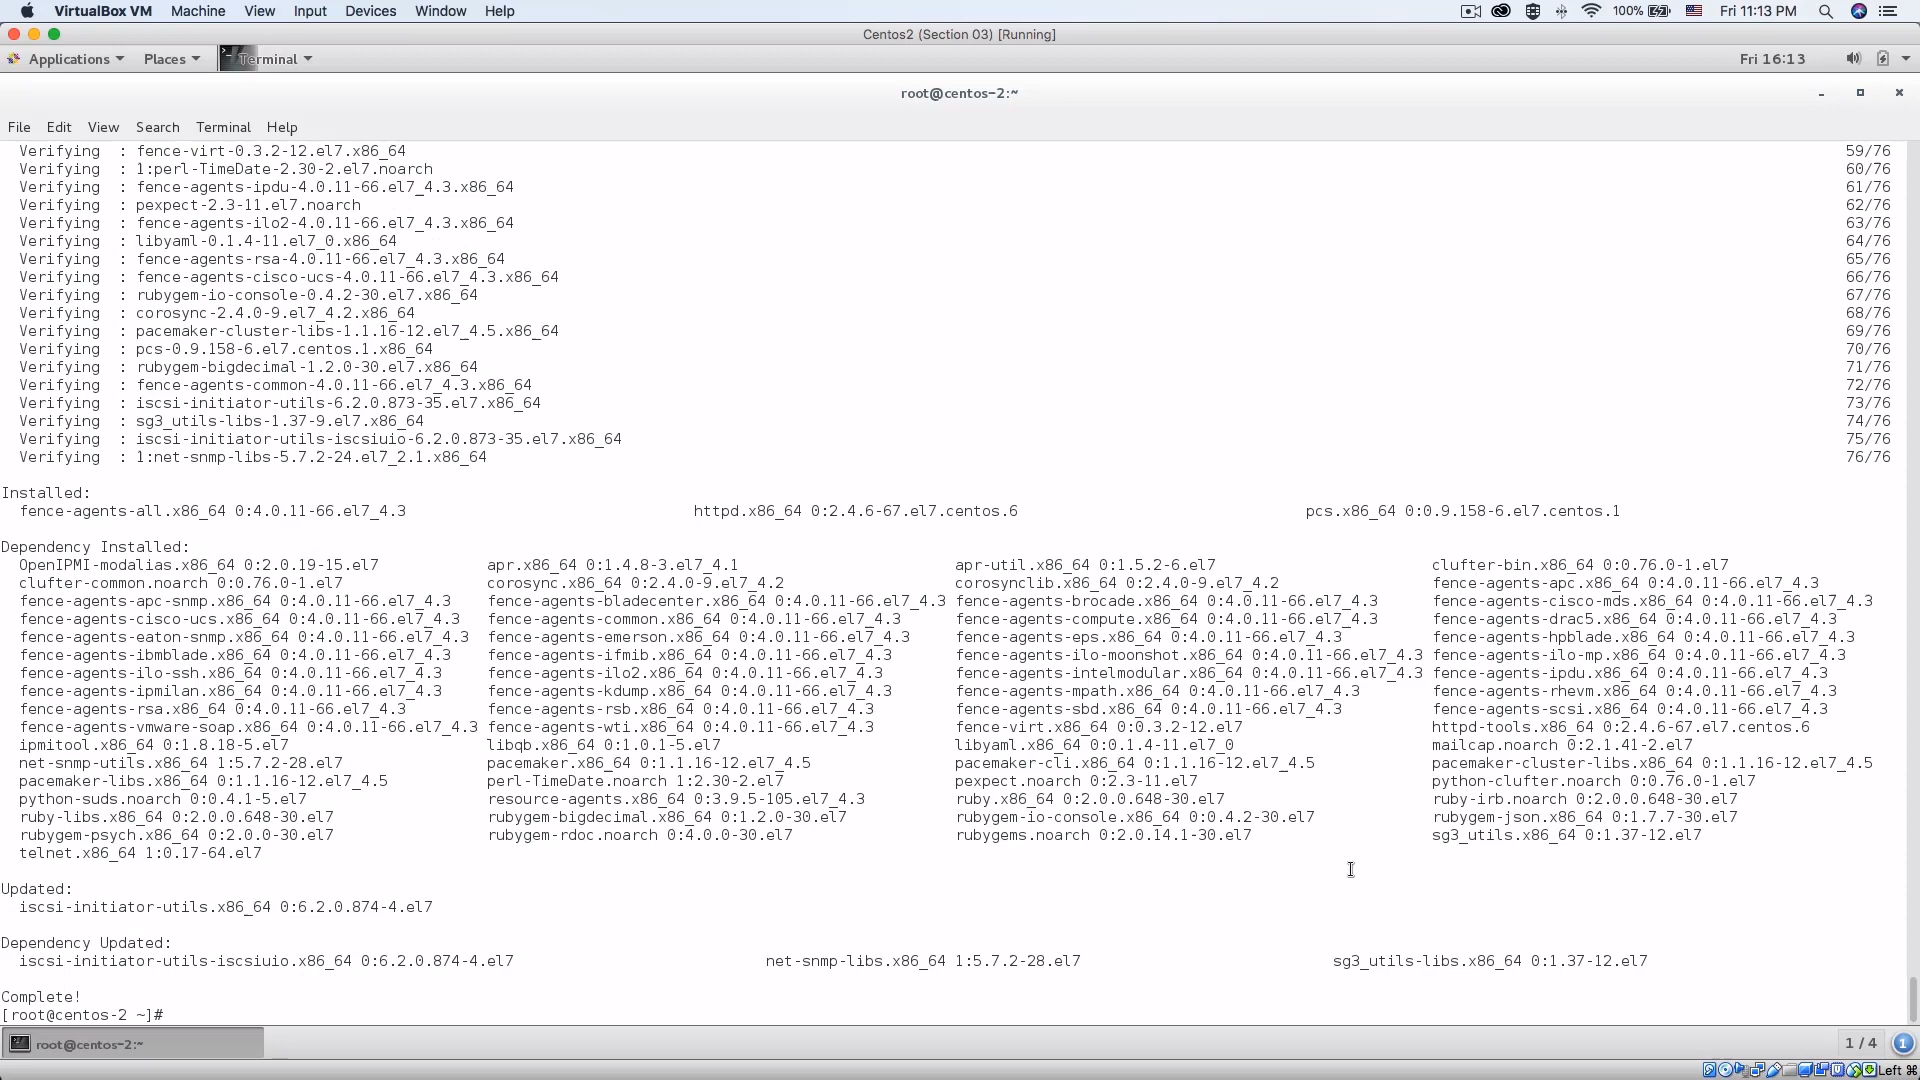 VirtualBox VM Machine View Input Devices Window Help 100% Fri 11:13 PM
Centos2 (Section 03) [Running]
Applications Places Terminal Fri 16:13
root@centos-2:~
File Edit View Search Terminal Help
Verifying : fence-virt-0.3.2-12.el7.x86_64 59/76
Verifying : 1:perl-TimeDate-2.30-2.el7.noarch 60/76
Verifying : fence-agents-ipdu-4.0.11-66.el7_4.3.x86_64 61/76
Verifying : pexpect-2.3-11.el7.noarch 62/76
Verifying : fence-agents-ilo2-4.0.11-66.el7_4.3.x86_64 63/76
Verifying : libyaml-0.1.4-11.el7_0.x86_64 64/76
Verifying : fence-agents-rsa-4.0.11-66.el7_4.3.x86_64 65/76
Verifying : fence-agents-cisco-ucs-4.0.11-66.el7_4.3.x86_64 66/76
Verifying : rubygem-io-console-0.4.2-30.el7.x86_64 67/76
Verifying : corosync-2.4.0-9.el7_4.2.x86_64 68/76
Verifying : pacemaker-cluster-libs-1.1.16-12.el7_4.5.x86_64 69/76
Verifying : pcs-0.9.158-6.el7.centos.1.x86_64 70/76
Verifying : rubygem-bigdecimal-1.2.0-30.el7.x86_64 71/76
Verifying : fence-agents-common-4.0.11-66.el7_4.3.x86_64 72/76
Verifying : iscsi-initiator-utils-6.2.0.873-35.el7.x86_64 73/76
Verifying : sg3_utils-libs-1.37-9.el7.x86_64 74/76
Verifying : iscsi-initiator-utils-iscsiuio-6.2.0.873-35.el7.x86_64 75/76
Verifying : 1:net-snmp-libs-5.7.2-24.el7_2.1.x86_64 76/76
Installed:
fence-agents-all.x86_64 0:4.0.11-66.el7_4.3 httpd.x86_64 0:2.4.6-67.el7.centos.6 pcs.x86_64 0:0.9.158-6.el7.centos.1
Dependency Installed:
OpenIPMI-modalias.x86_64 0:2.0.19-15.el7 apr.x86_64 0:1.4.8-3.el7_4.1 apr-util.x86_64 0:1.5.2-6.el7 clufter-bin.x86_64 0:0.76.0-1.el7
clufter-common.noarch 0:0.76.0-1.el7 corosync.x86_64 0:2.4.0-9.el7_4.2 corosynclib.x86_64 0:2.4.0-9.el7_4.2 fence-agents-apc.x86_64 0:4.0.11-66.el7_4.3
fence-agents-apc-snmp.x86_64 0:4.0.11-66.el7_4.3 fence-agents-bladecenter.x86_64 0:4.0.11-66.el7_4.3 fence-agents-brocade.x86_64 0:4.0.11-66.el7_4.3 fence-agents-cisco-mds.x86_64 0:4.0.11-66.el7_4.3
fence-agents-cisco-ucs.x86_64 0:4.0.11-66.el7_4.3 fence-agents-common.x86_64 0:4.0.11-66.el7_4.3 fence-agents-compute.x86_64 0:4.0.11-66.el7_4.3 fence-agents-drac5.x86_64 0:4.0.11-66.el7_4.3
fence-agents-eaton-snmp.x86_64 0:4.0.11-66.el7_4.3 fence-agents-emerson.x86_64 0:4.0.11-66.el7_4.3 fence-agents-eps.x86_64 0:4.0.11-66.el7_4.3 fence-agents-hpblade.x86_64 0:4.0.11-66.el7_4.3
fence-agents-ibmblade.x86_64 0:4.0.11-66.el7_4.3 fence-agents-ifmib.x86_64 0:4.0.11-66.el7_4.3 fence-agents-ilo-moonshot.x86_64 0:4.0.11-66.el7_4.3 fence-agents-ilo-mp.x86_64 0:4.0.11-66.el7_4.3
fence-agents-ilo-ssh.x86_64 0:4.0.11-66.el7_4.3 fence-agents-ilo2.x86_64 0:4.0.11-66.el7_4.3 fence-agents-intelmodular.x86_64 0:4.0.11-66.el7_4.3 fence-agents-ipdu.x86_64 0:4.0.11-66.el7_4.3
fence-agents-ipmilan.x86_64 0:4.0.11-66.el7_4.3 fence-agents-kdump.x86_64 0:4.0.11-66.el7_4.3 fence-agents-mpath.x86_64 0:4.0.11-66.el7_4.3 fence-agents-rhevm.x86_64 0:4.0.11-66.el7_4.3
fence-agents-rsa.x86_64 0:4.0.11-66.el7_4.3 fence-agents-rsb.x86_64 0:4.0.11-66.el7_4.3 fence-agents-sbd.x86_64 0:4.0.11-66.el7_4.3 fence-agents-scsi.x86_64 0:4.0.11-66.el7_4.3
fence-agents-vmware-soap.x86_64 0:4.0.11-66.el7_4.3 fence-agents-wti.x86_64 0:4.0.11-66.el7_4.3 fence-virt.x86_64 0:0.3.2-12.el7 httpd-tools.x86_64 0:2.4.6-67.el7.centos.6
ipmitool.x86_64 0:1.8.18-5.el7 libqb.x86_64 0:1.0.1-5.el7 libyaml.x86_64 0:0.1.4-11.el7_0 mailcap.noarch 0:2.1.41-2.el7
net-snmp-utils.x86_64 1:5.7.2-28.el7 pacemaker.x86_64 0:1.1.16-12.el7_4.5 pacemaker-cli.x86_64 0:1.1.16-12.el7_4.5 pacemaker-cluster-libs.x86_64 0:1.1.16-12.el7_4.5
pacemaker-libs.x86_64 0:1.1.16-12.el7_4.5 perl-TimeDate.noarch 1:2.30-2.el7 pexpect.noarch 0:2.3-11.el7 python-clufter.noarch 0:0.76.0-1.el7
python-suds.noarch 0:0.4.1-5.el7 resource-agents.x86_64 0:3.9.5-105.el7_4.3 ruby.x86_64 0:2.0.0.648-30.el7 ruby-irb.noarch 0:2.0.0.648-30.el7
ruby-libs.x86_64 0:2.0.0.648-30.el7 rubygem-bigdecimal.x86_64 0:1.2.0-30.el7 rubygem-io-console.x86_64 0:0.4.2-30.el7 rubygem-json.x86_64 0:1.7.7-30.el7
rubygem-psych.x86_64 0:2.0.0-30.el7 rubygem-rdoc.noarch 0:4.0.0-30.el7 rubygems.noarch 0:2.0.14.1-30.el7 sg3_utils.x86_64 0:1.37-12.el7
telnet.x86_64 1:0.17-64.el7
Updated:
iscsi-initiator-utils.x86_64 0:6.2.0.874-4.el7
Dependency Updated:
iscsi-initiator-utils-iscsiuio.x86_64 0:6.2.0.874-4.el7 net-snmp-libs.x86_64 1:5.7.2-28.el7 sg3_utils-libs.x86_64 0:1.37-12.el7
Complete!
[root@centos-2 ~]#
root@centos-2:~ 1 / 4 1
Left ⌘